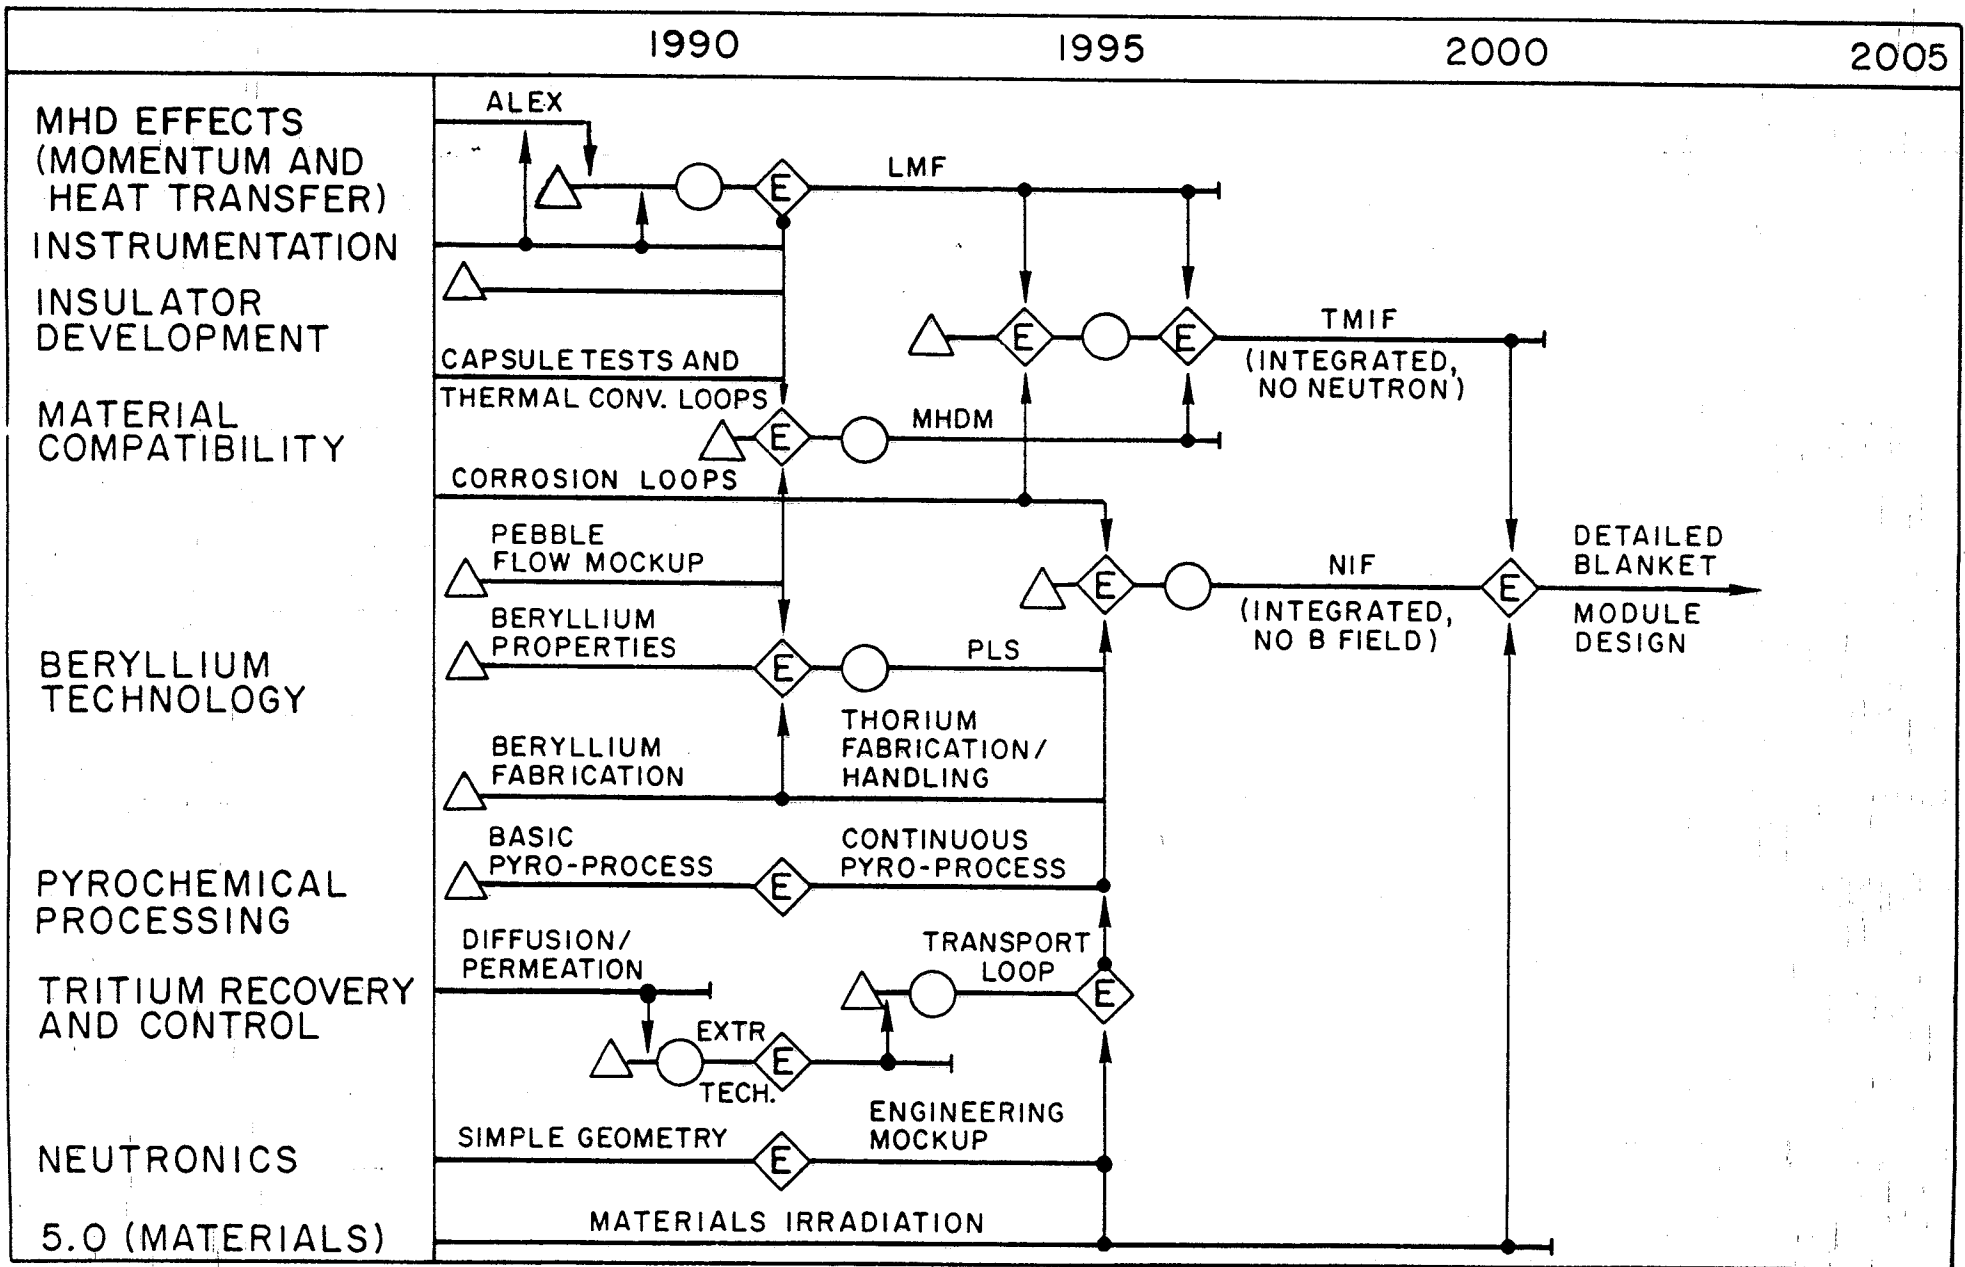 1990 1995 2000 2005
MHD EFFECTS
(MOMENTUM AND
HEAT TRANSFER)
ALEX
E
LMF
INSTRUMENTATION
INSULATOR
DEVELOPMENT
E
E
TMIF
(INTEGRATED,
NO NEUTRON)
CAPSULE TESTS AND
THERMAL CONV. LOOPS
MATERIAL
COMPATIBILITY
E
MHDM
CORROSION LOOPS
PEBBLE
FLOW MOCKUP
E
NIF
(INTEGRATED,
NO B FIELD)
E
DETAILED
BLANKET
MODULE
DESIGN
BERYLLIUM
TECHNOLOGY
BERYLLIUM
PROPERTIES
E
PLS
BERYLLIUM
FABRICATION
THORIUM
FABRICATION/
HANDLING
PYROCHEMICAL
PROCESSING
BASIC
PYRO-PROCESS
E
CONTINUOUS
PYRO-PROCESS
TRITIUM RECOVERY
AND CONTROL
DIFFUSION/
PERMEATION
TRANSPORT
LOOP
E
EXTR
TECH.
E
NEUTRONICS
SIMPLE GEOMETRY
E
ENGINEERING
MOCKUP
5.0 (MATERIALS)
MATERIALS IRRADIATION